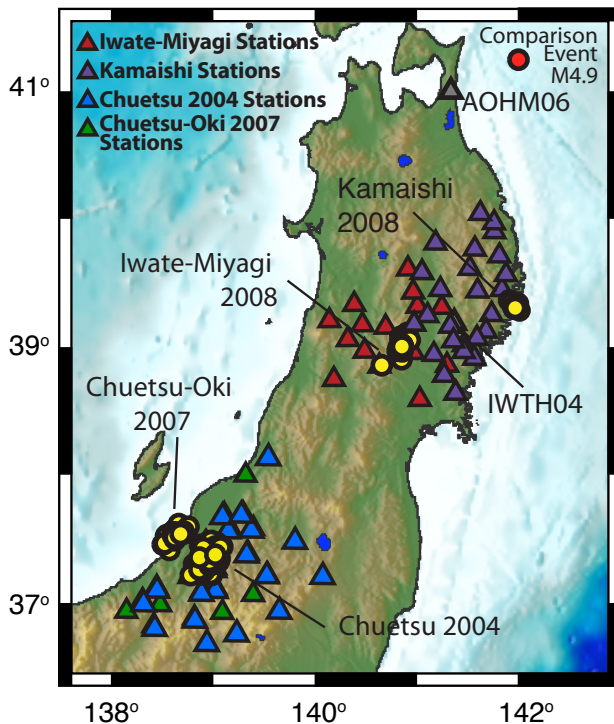 Iwate-Miyagi Stations
Kamaishi Stations
Chuetsu 2004 Stations
Chuetsu-Oki 2007
Stations
Comparison
Event
M4.9
AOHM06
Kamaishi
2008
Iwate-Miyagi
2008
Chuetsu-Oki
2007
IWTH04
Chuetsu 2004
41°
39°
37°
138°
140°
142°